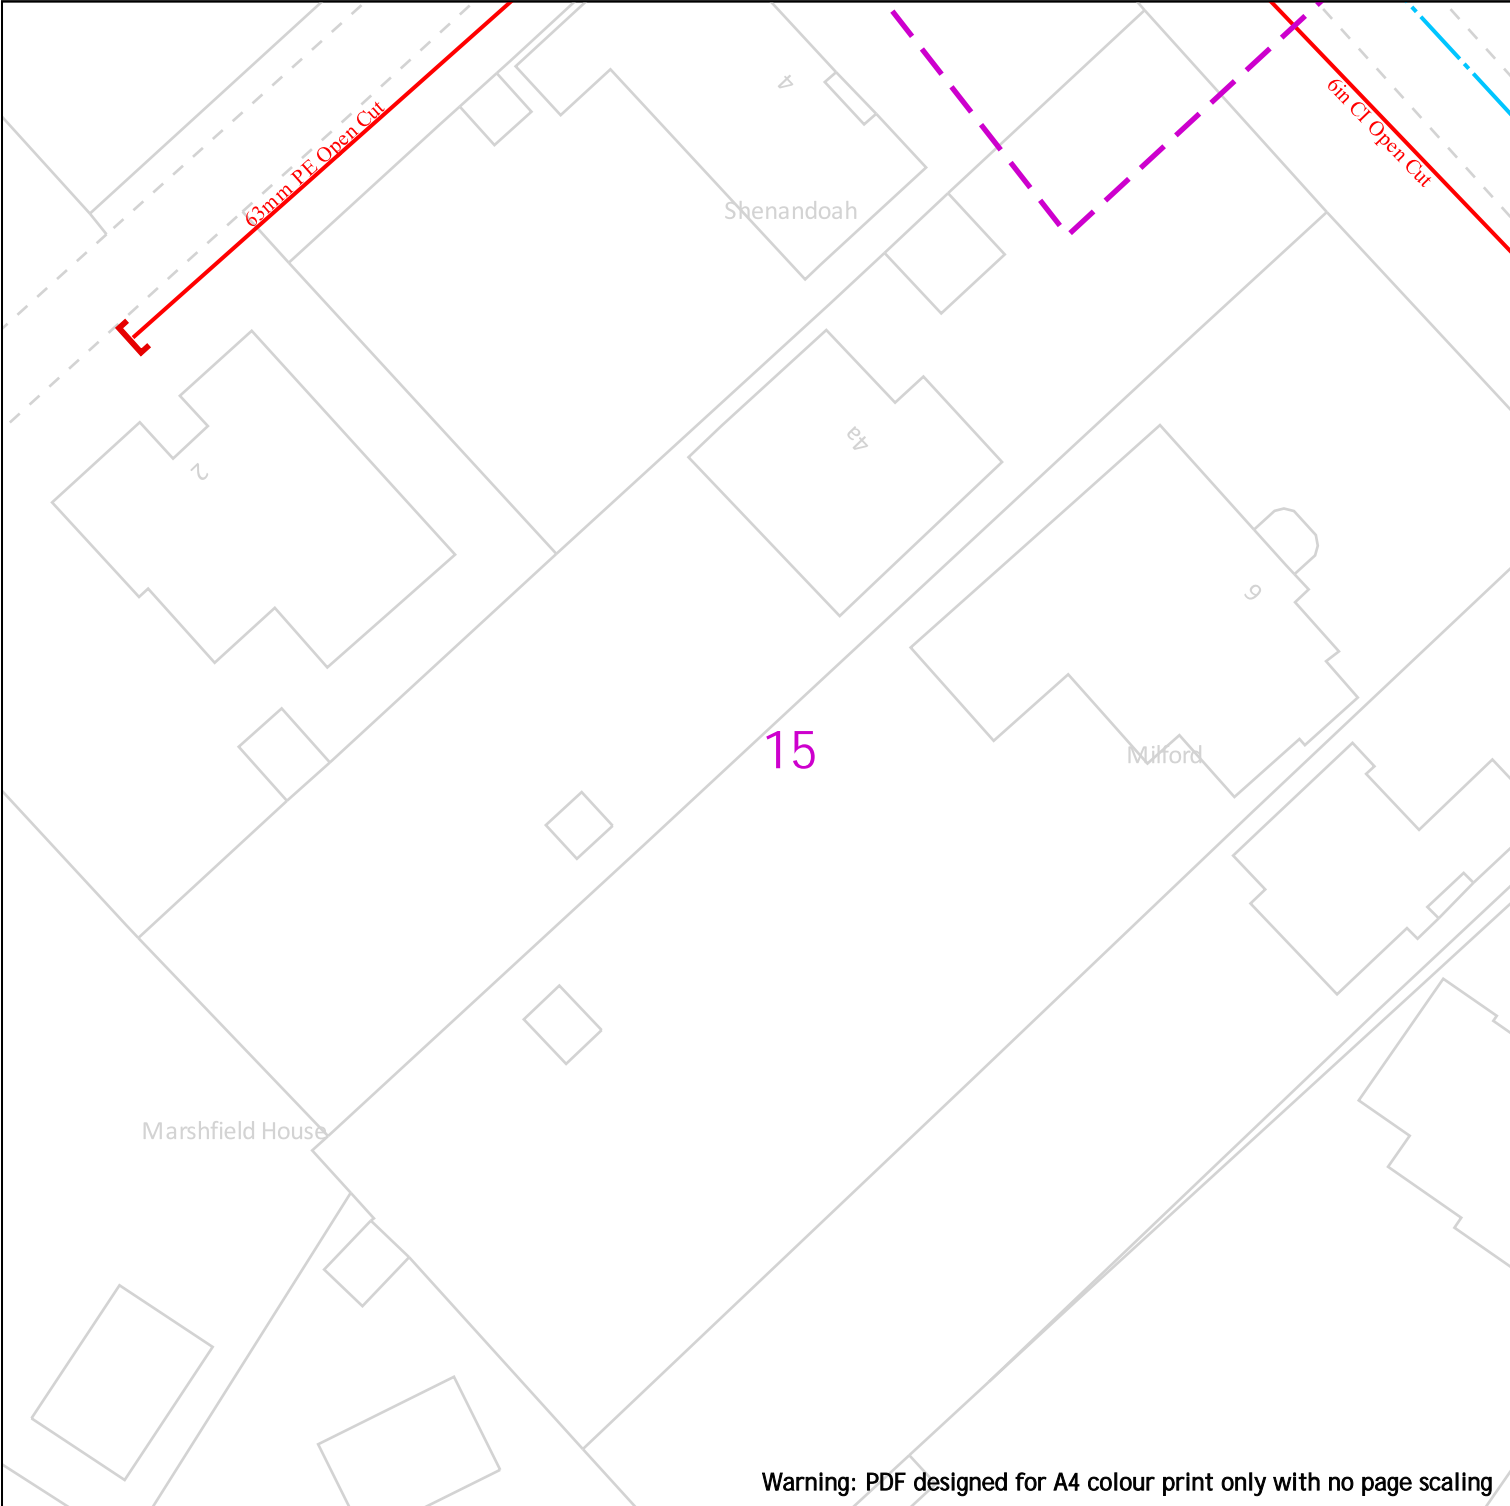 63mm PE Open Cut
6in CI Open Cut
4
Shenandoah
4a
2
6
15
Milford
Marshfield House
Warning: PDF designed for A4 colour print only with no page scaling